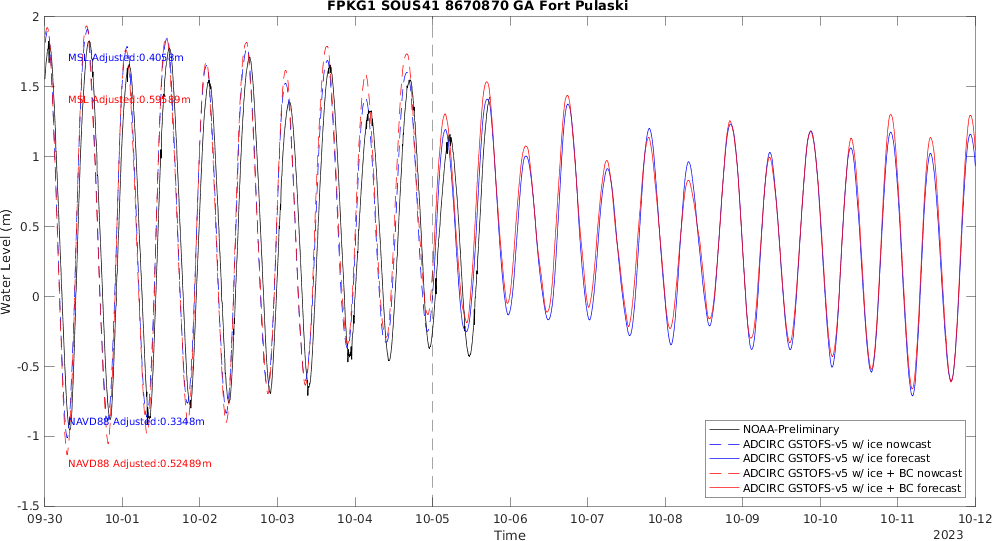 FPKG1 SOUS41 8670870 GA Fort Pulaski
2
1.5
1
0.5
0
-0.5
-1
-1.5
Water Level (m)
MSL Adjusted:0.4058m
MSL Adjusted:0.59589m
NAVD88 Adjusted:0.3348m
NAVD88 Adjusted:0.52489m
NOAA-Preliminary
ADCIRC GSTOFS-v5 w/ ice nowcast
ADCIRC GSTOFS-v5 w/ ice forecast
ADCIRC GSTOFS-v5 w/ ice + BC nowcast
ADCIRC GSTOFS-v5 w/ ice + BC forecast
09-30 10-01 10-02 10-03 10-04 10-05 10-06 10-07 10-08 10-09 10-10 10-11 10-12
Time
2023